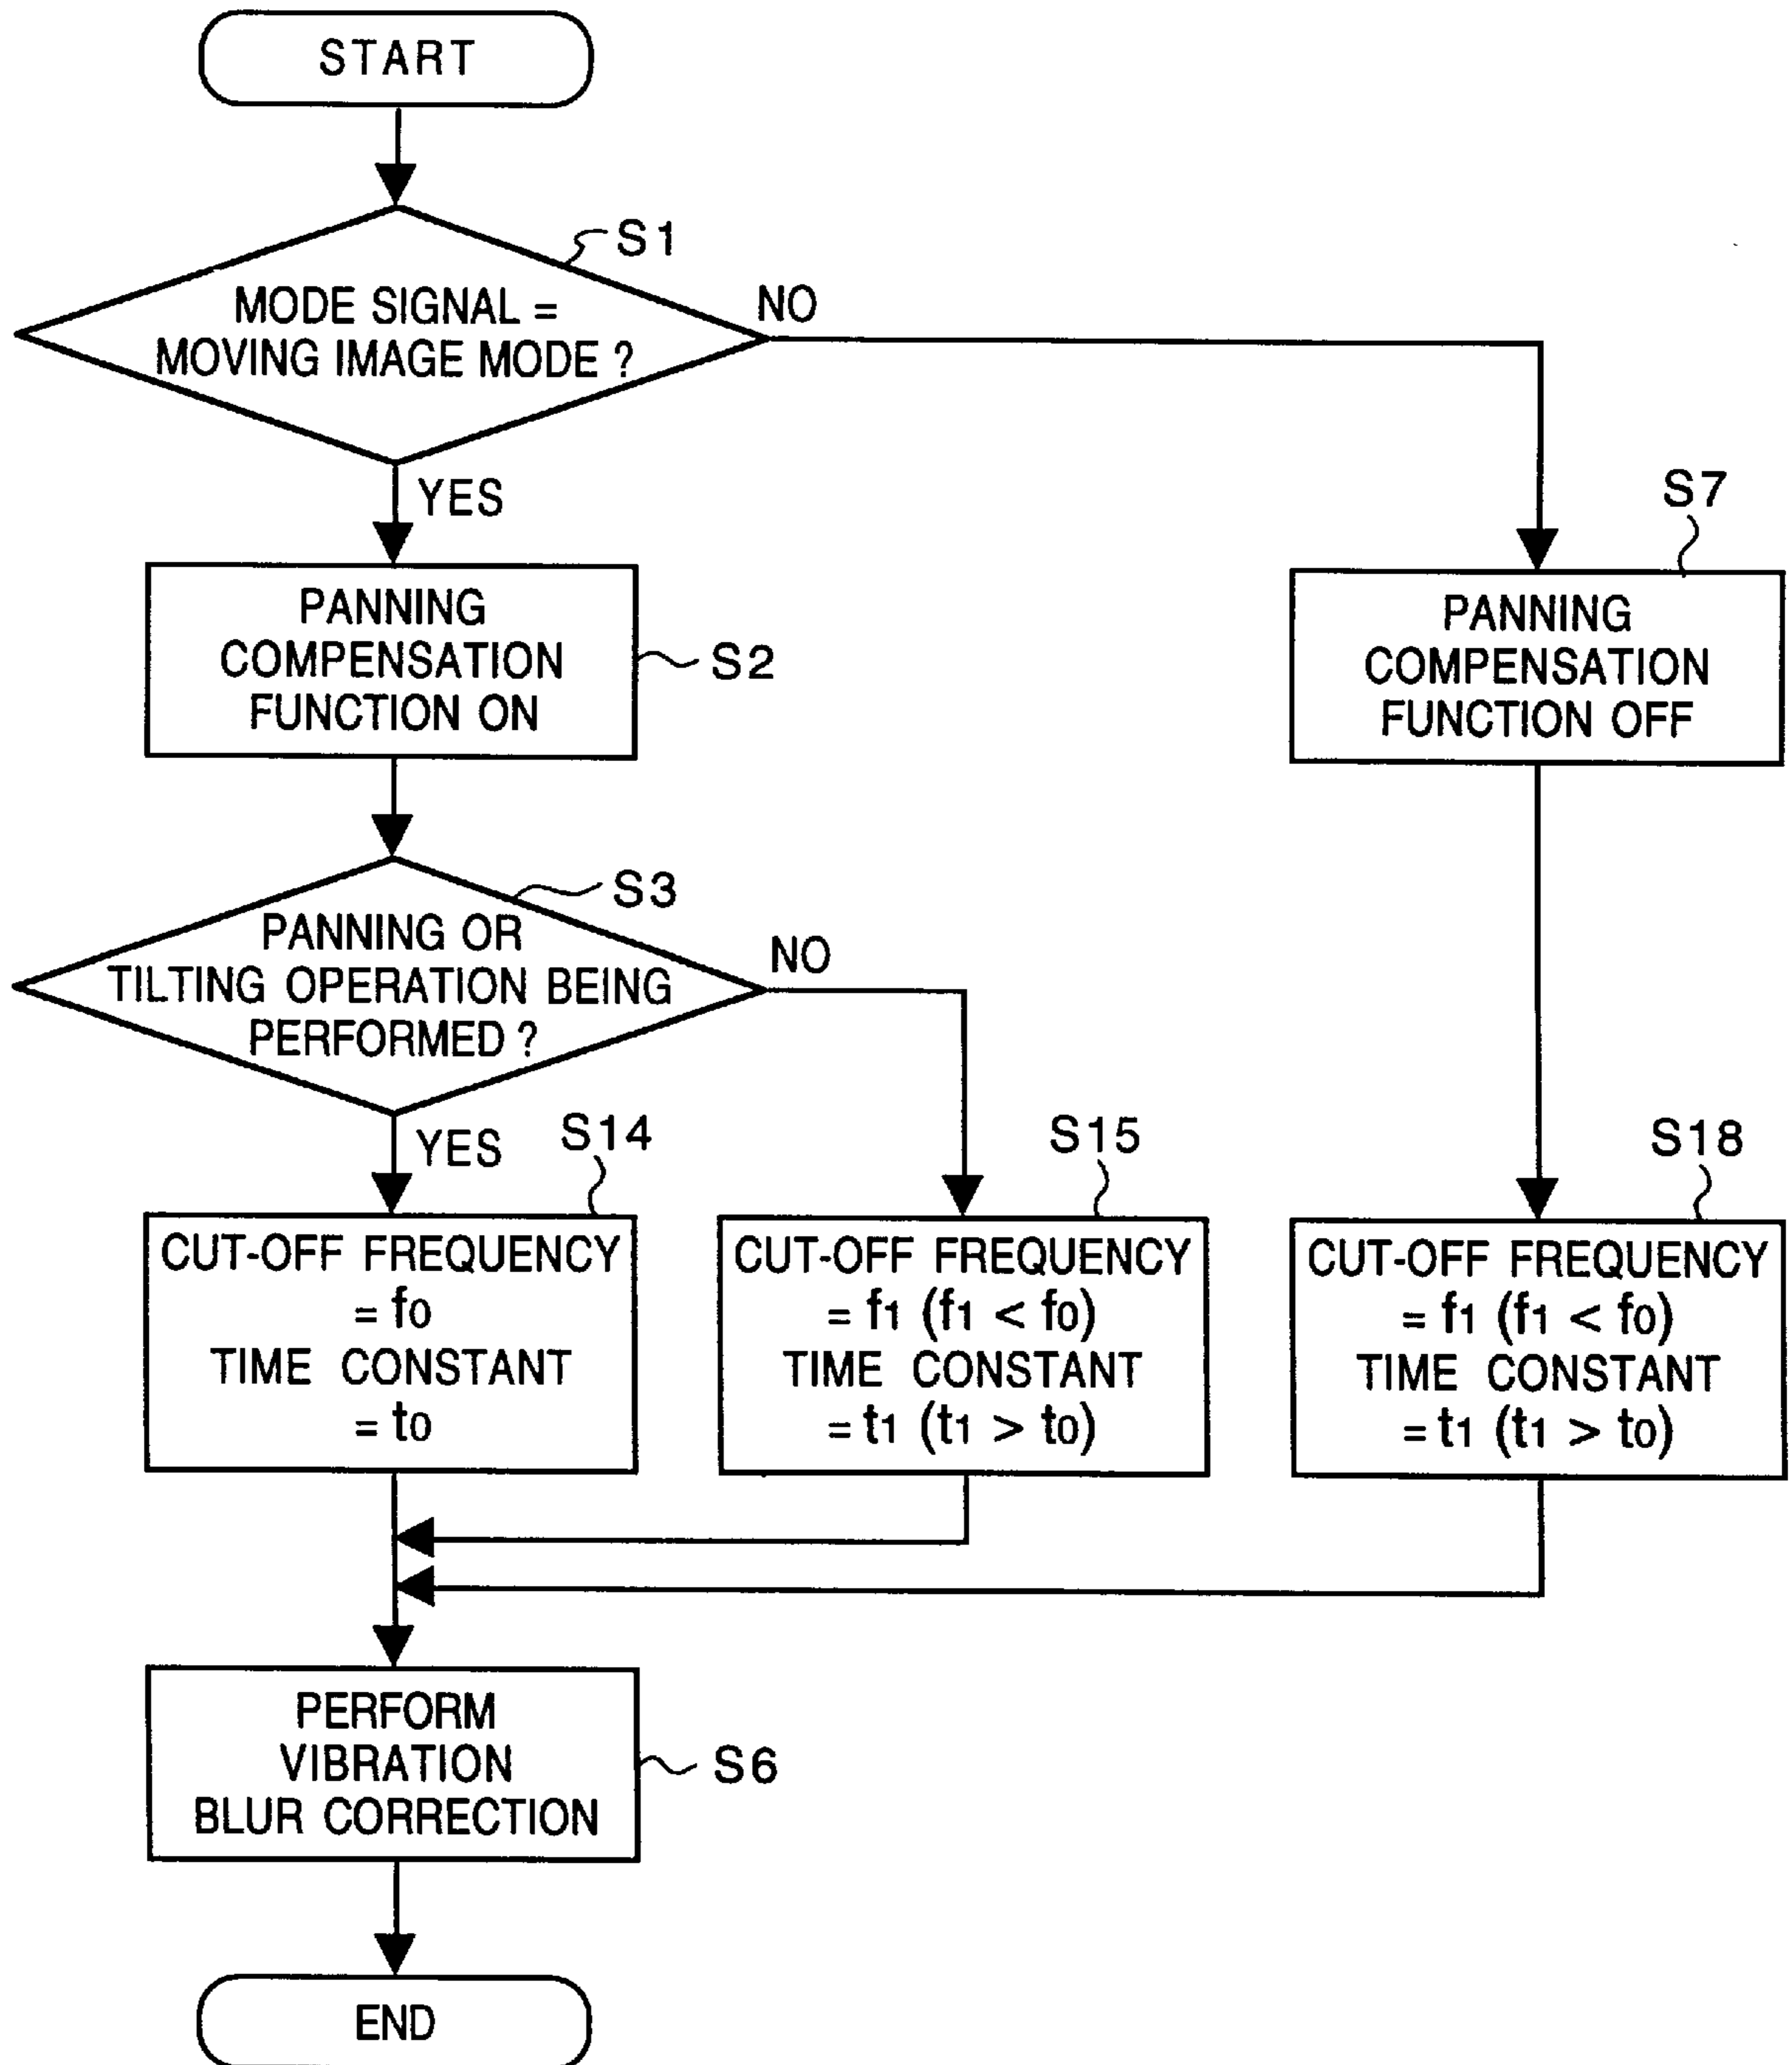 START
S1
MODE SIGNAL =
MOVING IMAGE MODE ?
NO
YES
PANNING
COMPENSATION
FUNCTION ON
S2
S7
PANNING
COMPENSATION
FUNCTION OFF
S3
PANNING OR
TILTING OPERATION BEING
PERFORMED ?
NO
YES
S14
CUT-OFF FREQUENCY
= f0
TIME CONSTANT
= t0
S15
CUT-OFF FREQUENCY
= f1 (f1 < f0)
TIME CONSTANT
= t1 (t1 > t0)
S18
CUT-OFF FREQUENCY
= f1 (f1 < f0)
TIME CONSTANT
= t1 (t1 > t0)
PERFORM
VIBRATION
BLUR CORRECTION
S6
END